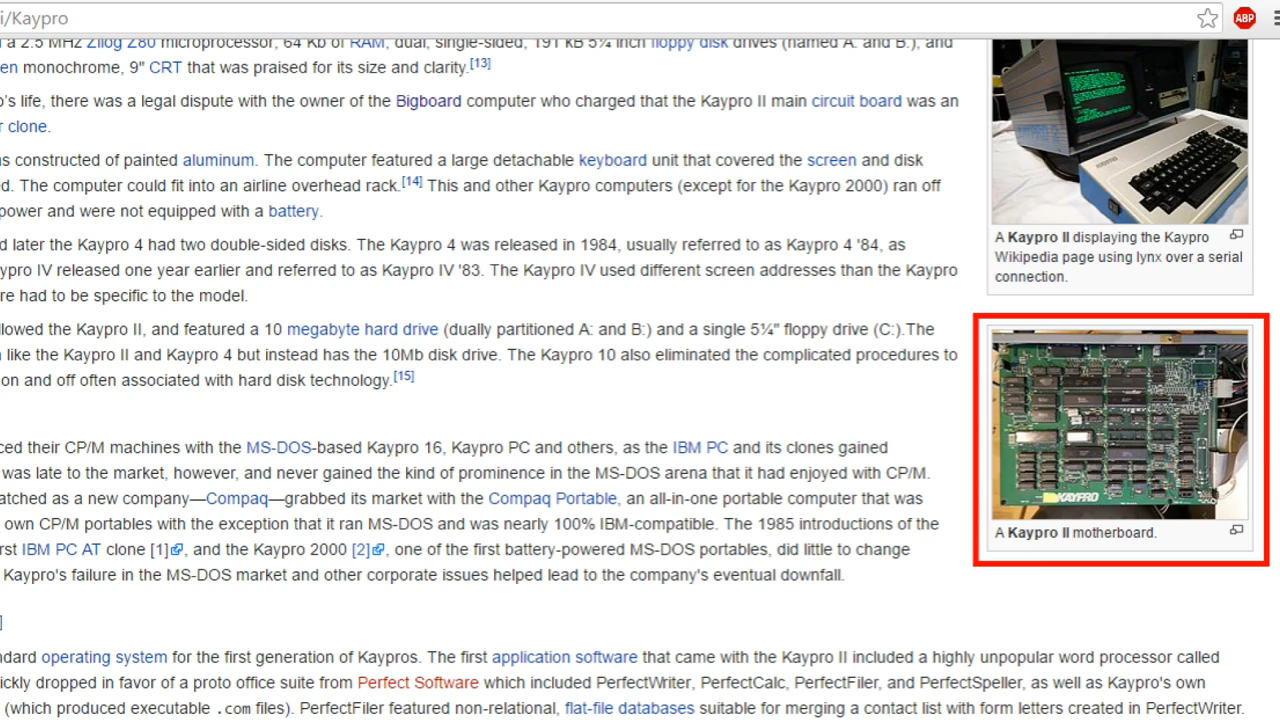 i/Kaypro
ABP
a 2.5 MHz Zilog Z80 microprocessor, 64 Kb of RAM, dual, single-sided, 191 kB 5¼ inch floppy disk drives (named A: and B:), and
en monochrome, 9" CRT that was praised for its size and clarity.[13]
o's life, there was a legal dispute with the owner of the Bigboard computer who charged that the Kaypro II main circuit board was an
r clone.
s constructed of painted aluminum. The computer featured a large detachable keyboard unit that covered the screen and disk
d. The computer could fit into an airline overhead rack.[14] This and other Kaypro computers (except for the Kaypro 2000) ran off
power and were not equipped with a battery.
d later the Kaypro 4 had two double-sided disks. The Kaypro 4 was released in 1984, usually referred to as Kaypro 4 '84, as
ypro IV released one year earlier and referred to as Kaypro IV '83. The Kaypro IV used different screen addresses than the Kaypro
re had to be specific to the model.
llowed the Kaypro II, and featured a 10 megabyte hard drive (dually partitioned A: and B:) and a single 5¼" floppy drive (C:).The
like the Kaypro II and Kaypro 4 but instead has the 10Mb disk drive. The Kaypro 10 also eliminated the complicated procedures to
on and off often associated with hard disk technology.[15]
ced their CP/M machines with the MS-DOS-based Kaypro 16, Kaypro PC and others, as the IBM PC and its clones gained
was late to the market, however, and never gained the kind of prominence in the MS-DOS arena that it had enjoyed with CP/M.
atched as a new company—Compaq—grabbed its market with the Compaq Portable, an all-in-one portable computer that was
own CP/M portables with the exception that it ran MS-DOS and was nearly 100% IBM-compatible. The 1985 introductions of the
rst IBM PC AT clone [1], and the Kaypro 2000 [2], one of the first battery-powered MS-DOS portables, did little to change
Kaypro's failure in the MS-DOS market and other corporate issues helped lead to the company's eventual downfall.
]
ndard operating system for the first generation of Kaypros. The first application software that came with the Kaypro II included a highly unpopular word processor called
ickly dropped in favor of a proto office suite from Perfect Software which included PerfectWriter, PerfectCalc, PerfectFiler, and PerfectSpeller, as well as Kaypro's own
(which produced executable .com files). PerfectFiler featured non-relational, flat-file databases suitable for merging a contact list with form letters created in PerfectWriter.
A Kaypro II displaying the Kaypro
Wikipedia page using lynx over a serial
connection.
KAYPRO
A Kaypro II motherboard.